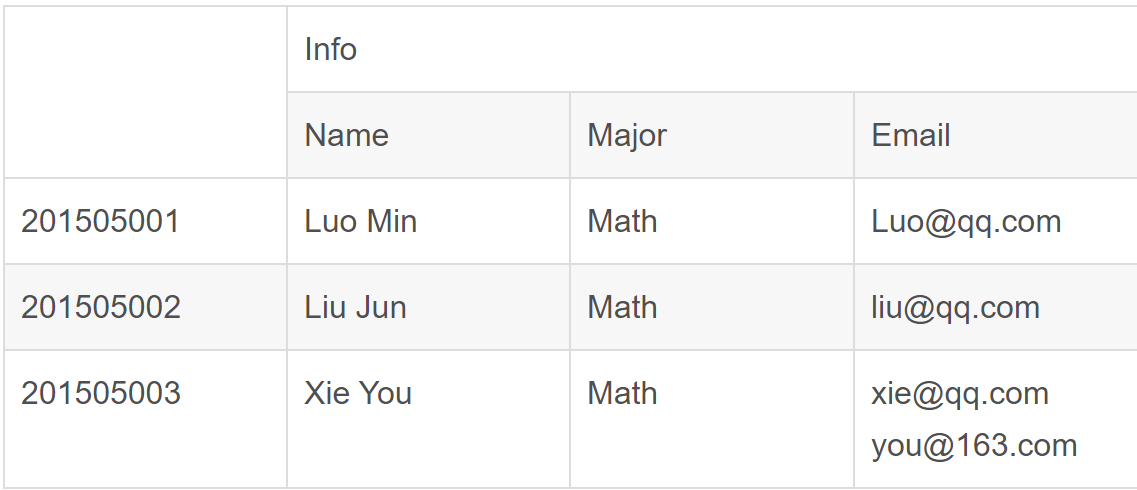 Info
Name Major Email
201505001 Luo Min Math Luo@qq.com
201505002 Liu Jun Math liu@qq.com
201505003 Xie You Math xie@qq.com
you@163.com